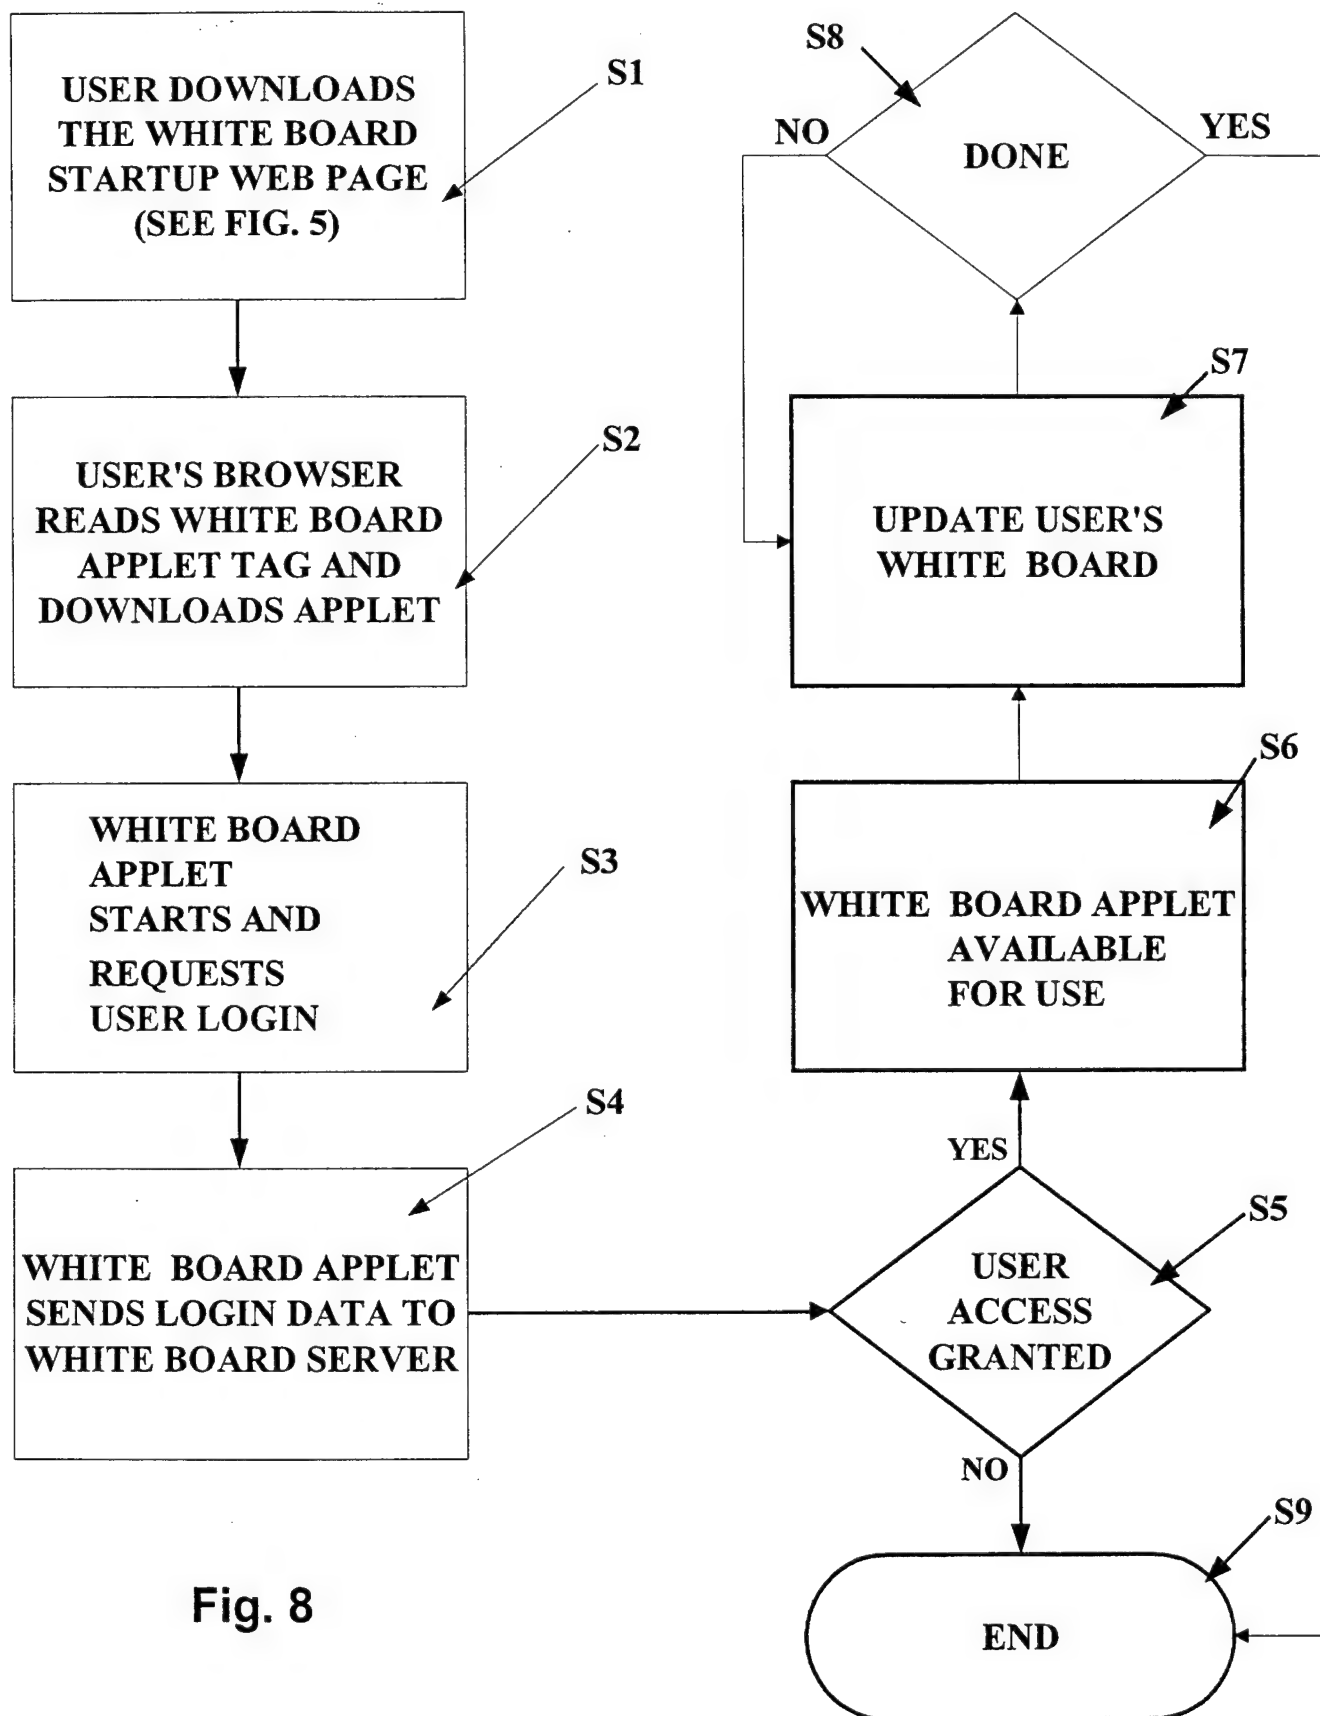 USER DOWNLOADS
THE WHITE BOARD
STARTUP WEB PAGE
(SEE FIG. 5)
S1
USER'S BROWSER
READS WHITE BOARD
APPLET TAG AND
DOWNLOADS APPLET
S2
WHITE BOARD
APPLET
STARTS AND
REQUESTS
USER LOGIN
S3
WHITE BOARD APPLET
SENDS LOGIN DATA TO
WHITE BOARD SERVER
S4
USER
ACCESS
GRANTED
S5
YES
NO
WHITE BOARD APPLET
AVAILABLE
FOR USE
S6
UPDATE USER'S
WHITE BOARD
S7
DONE
S8
NO
YES
END
S9
Fig. 8